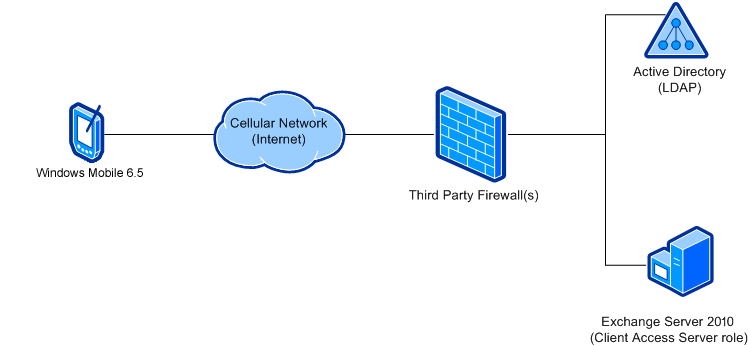 Windows Mobile 6.5
Cellular Network
(Internet)
Third Party Firewall(s)
Active Directory
(LDAP)
Exchange Server 2010
(Client Access Server role)